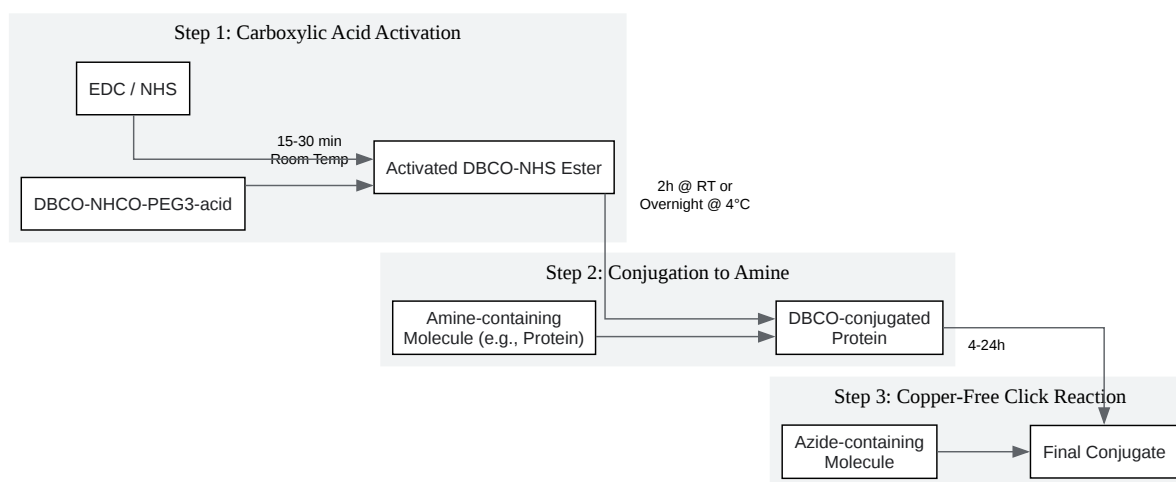 Step 1: Carboxylic Acid Activation
EDC / NHS
15-30 min
Room Temp
Activated DBCO-NHS Ester
DBCO-NHCO-PEG3-acid
2h @ RT or
Overnight @ 4°C
Step 2: Conjugation to Amine
Amine-containing
Molecule (e.g., Protein)
DBCO-conjugated
Protein
4-24h
Step 3: Copper-Free Click Reaction
Azide-containing
Molecule
Final Conjugate